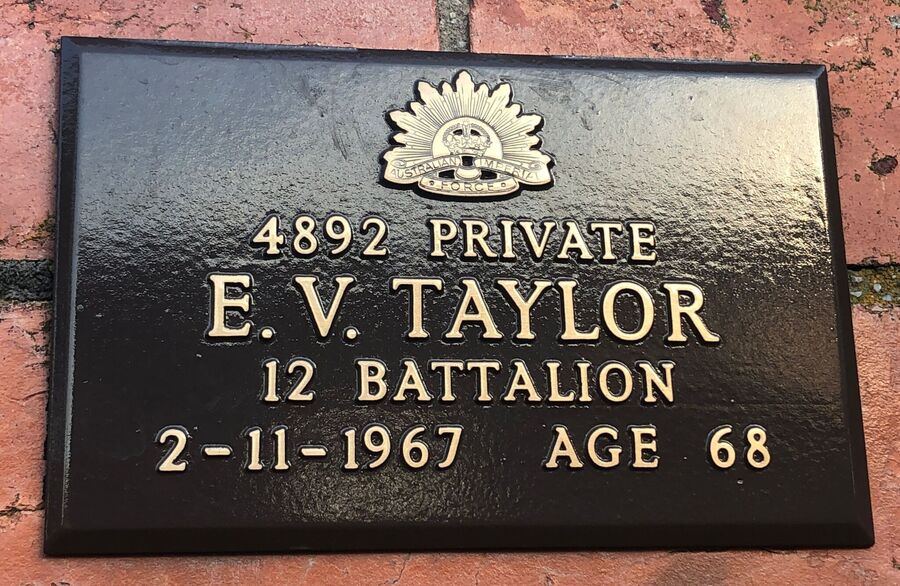 AUSTRALIAN IMPERIAL
FORCE
4892 PRIVATE
E. V. TAYLOR
12 BATTALION
2-11-1967 AGE 68